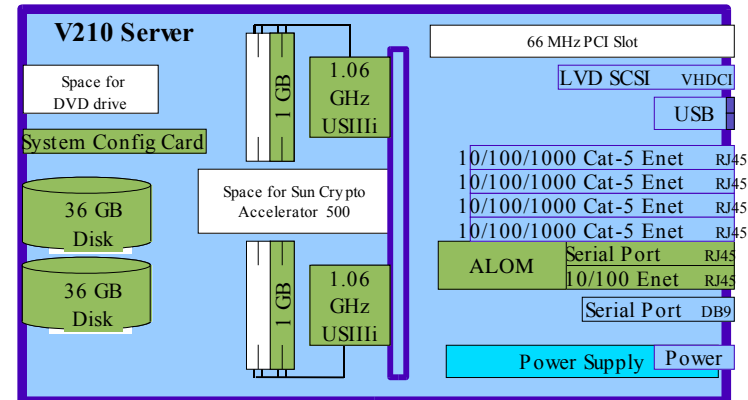 V210 Server
Space for
DVD drive
System Config Card
36 GB
Disk
36 GB
Disk
1 GB
1.06
GHz
USIIIi
Space for Sun Crypto
Accelerator 500
1 GB
1.06
GHz
USIIIi
66 MHz PCI Slot
LVD SCSI VHDCI
USB
10/100/1000 Cat-5 Enet RJ45
10/100/1000 Cat-5 Enet RJ45
10/100/1000 Cat-5 Enet RJ45
10/100/1000 Cat-5 Enet RJ45
ALOM
Serial Port RJ45
10/100 Enet RJ45
Serial Port DB9
Power Supply Power